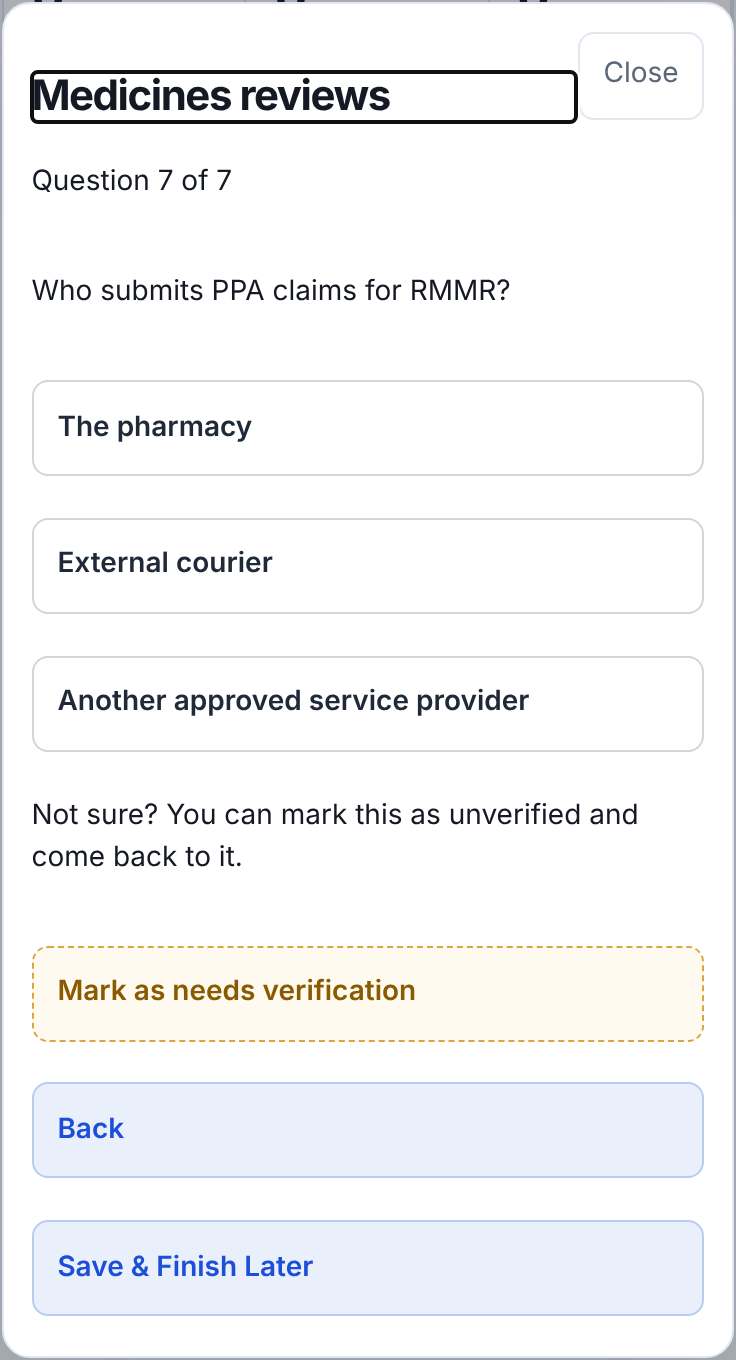 Medicines reviews
Close
Question 7 of 7
Who submits PPA claims for RMMR?
The pharmacy
External courier
Another approved service provider
Not sure? You can mark this as unverified and
come back to it.
Mark as needs verification
Back
Save & Finish Later